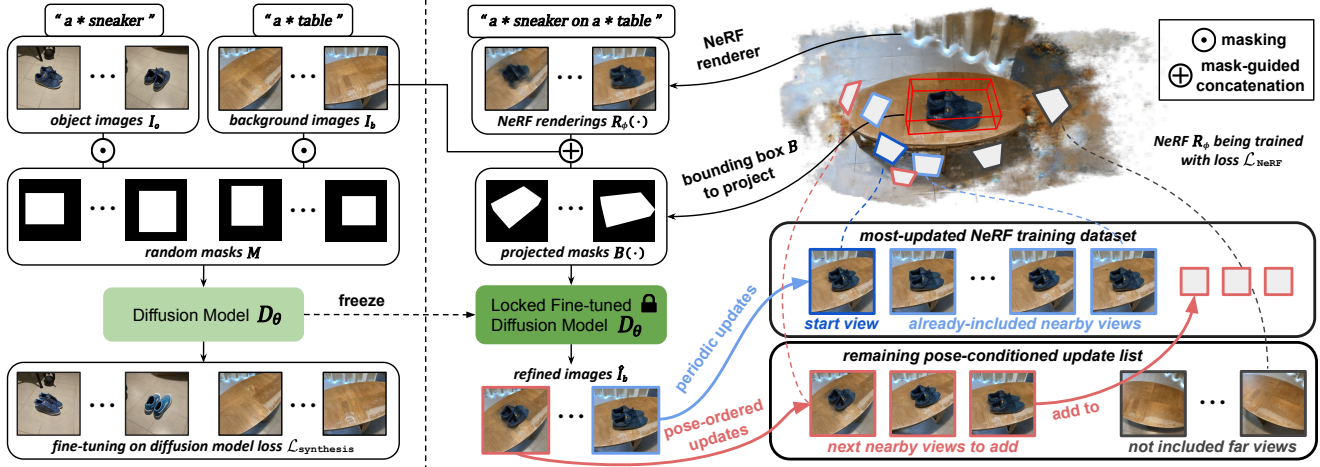 “ a * sneaker ”
“ a * table ”
object images I_o
background images I_b
random masks M
Diffusion Model D_θ
fine-tuning on diffusion model loss ℒ_synthesis
freeze
“ a * sneaker on a * table ”
NeRF renderings R_ϕ(·)
projected masks B(·)
Locked Fine-tuned
Diffusion Model D_θ
refined images Î_b
NeRF
renderer
bounding box B
to project
masking
mask-guided
concatenation
NeRF R_ϕ being trained
with loss ℒ_NeRF
periodic updates
pose-ordered
updates
most-updated NeRF training dataset
start view
already-included nearby views
remaining pose-conditioned update list
add to
next nearby views to add
not included far views